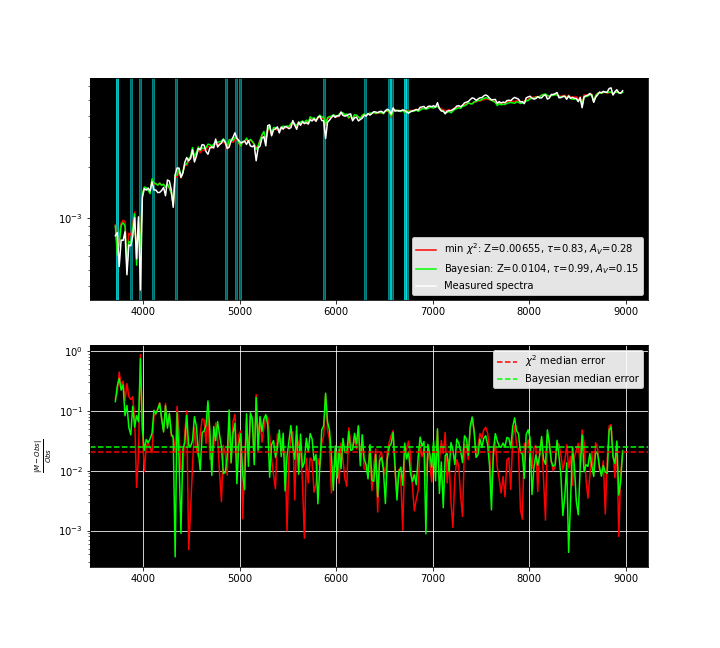 10⁻³
4000 5000 6000 7000 8000 9000
min χ²: Z=0.00655, τ=0.83, A_V=0.28
Bayesian: Z=0.0104, τ=0.99, A_V=0.15
Measured spectra
10⁰
10⁻¹
10⁻²
10⁻³
|M − Obs|
Obs
χ² median error
Bayesian median error
4000 5000 6000 7000 8000 9000